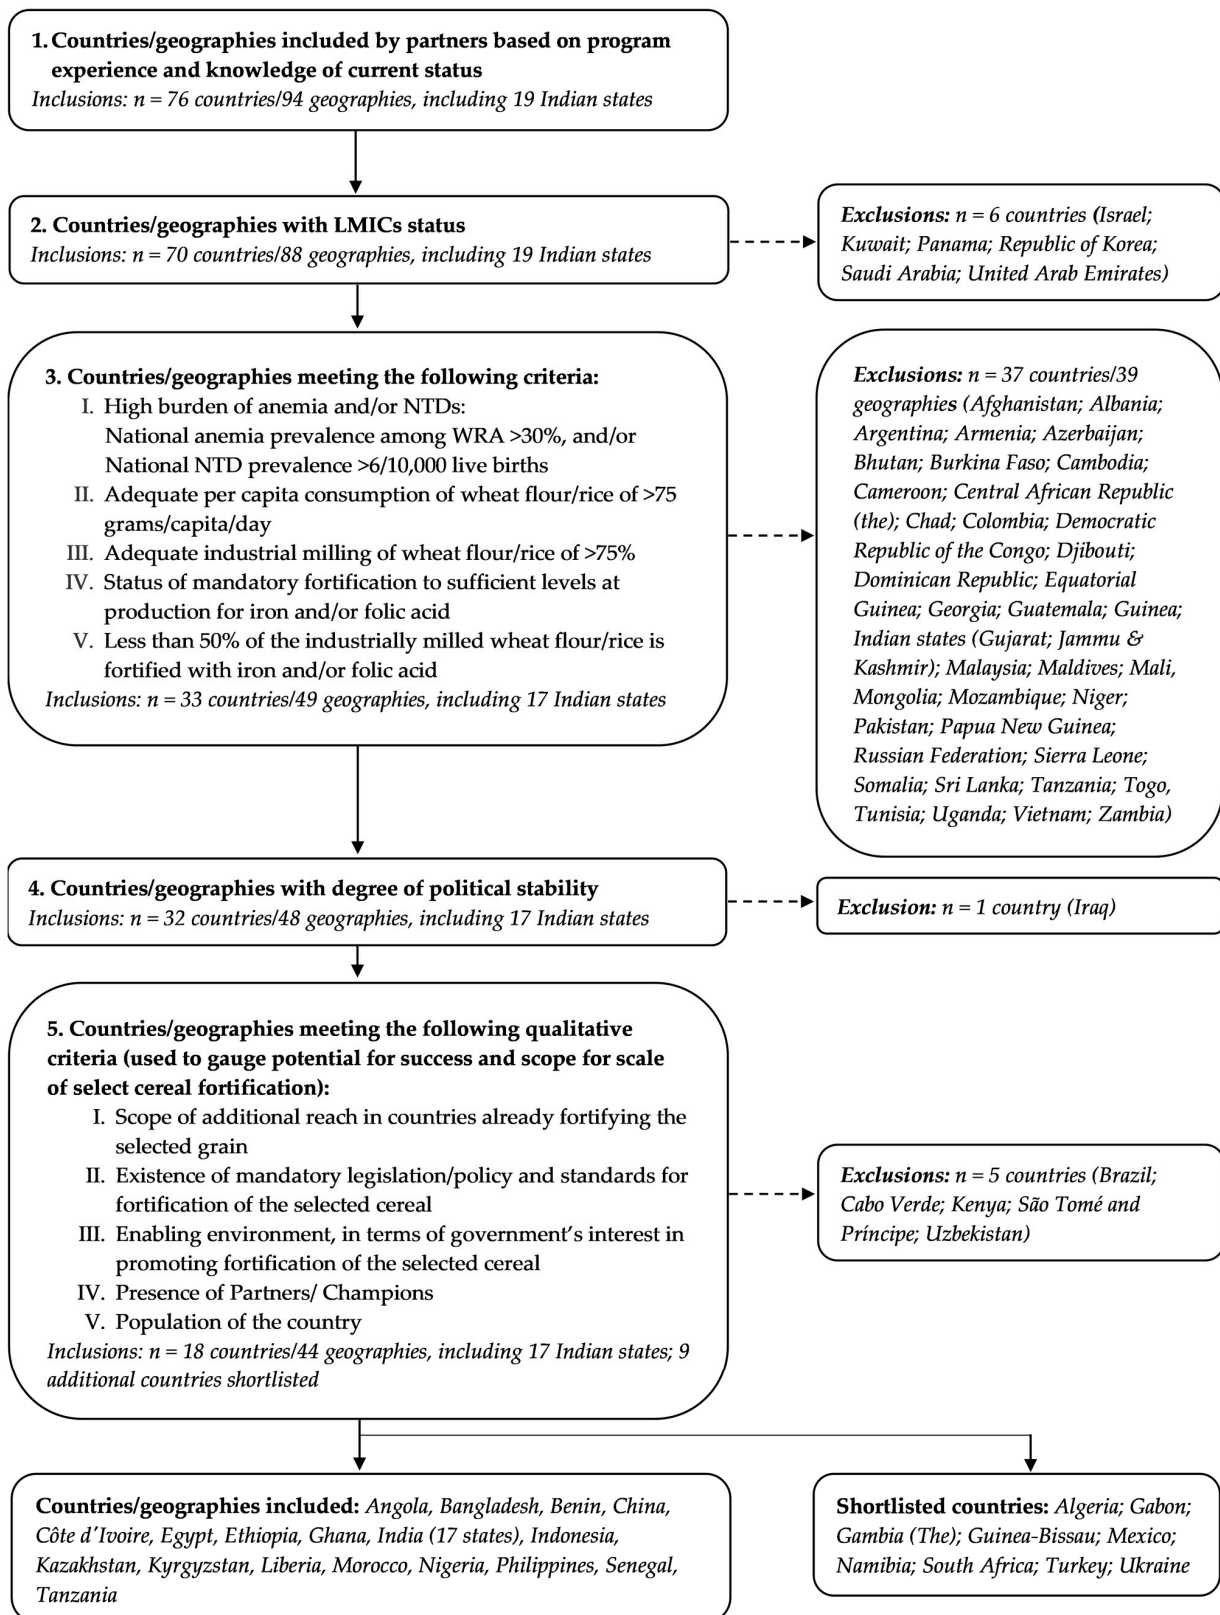 1. Countries/geographies included by partners based on program
experience and knowledge of current status
Inclusions: n = 76 countries/94 geographies, including 19 Indian states
2. Countries/geographies with LMICs status
Inclusions: n = 70 countries/88 geographies, including 19 Indian states
Exclusions: n = 6 countries (Israel;
Kuwait; Panama; Republic of Korea;
Saudi Arabia; United Arab Emirates)
3. Countries/geographies meeting the following criteria:
I. High burden of anemia and/or NTDs:
National anemia prevalence among WRA >30%, and/or
National NTD prevalence >6/10,000 live births
II. Adequate per capita consumption of wheat flour/rice of >75
grams/capita/day
III. Adequate industrial milling of wheat flour/rice of >75%
IV. Status of mandatory fortification to sufficient levels at
production for iron and/or folic acid
V. Less than 50% of the industrially milled wheat flour/rice is
fortified with iron and/or folic acid
Inclusions: n = 33 countries/49 geographies, including 17 Indian states
Exclusions: n = 37 countries/39
geographies (Afghanistan; Albania;
Argentina; Armenia; Azerbaijan;
Bhutan; Burkina Faso; Cambodia;
Cameroon; Central African Republic
(the); Chad; Colombia; Democratic
Republic of the Congo; Djibouti;
Dominican Republic; Equatorial
Guinea; Georgia; Guatemala; Guinea;
Indian states (Gujarat; Jammu &
Kashmir); Malaysia; Maldives; Mali,
Mongolia; Mozambique; Niger;
Pakistan; Papua New Guinea;
Russian Federation; Sierra Leone;
Somalia; Sri Lanka; Tanzania; Togo,
Tunisia; Uganda; Vietnam; Zambia)
4. Countries/geographies with degree of political stability
Inclusions: n = 32 countries/48 geographies, including 17 Indian states
Exclusion: n = 1 country (Iraq)
5. Countries/geographies meeting the following qualitative
criteria (used to gauge potential for success and scope for scale
of select cereal fortification):
I. Scope of additional reach in countries already fortifying the
selected grain
II. Existence of mandatory legislation/policy and standards for
fortification of the selected cereal
III. Enabling environment, in terms of government's interest in
promoting fortification of the selected cereal
IV. Presence of Partners/ Champions
V. Population of the country
Inclusions: n = 18 countries/44 geographies, including 17 Indian states; 9
additional countries shortlisted
Exclusions: n = 5 countries (Brazil;
Cabo Verde; Kenya; São Tomé and
Príncipe; Uzbekistan)
Countries/geographies included: Angola, Bangladesh, Benin, China,
Côte d'Ivoire, Egypt, Ethiopia, Ghana, India (17 states), Indonesia,
Kazakhstan, Kyrgyzstan, Liberia, Morocco, Nigeria, Philippines, Senegal,
Tanzania
Shortlisted countries: Algeria; Gabon;
Gambia (The); Guinea-Bissau; Mexico;
Namibia; South Africa; Turkey; Ukraine